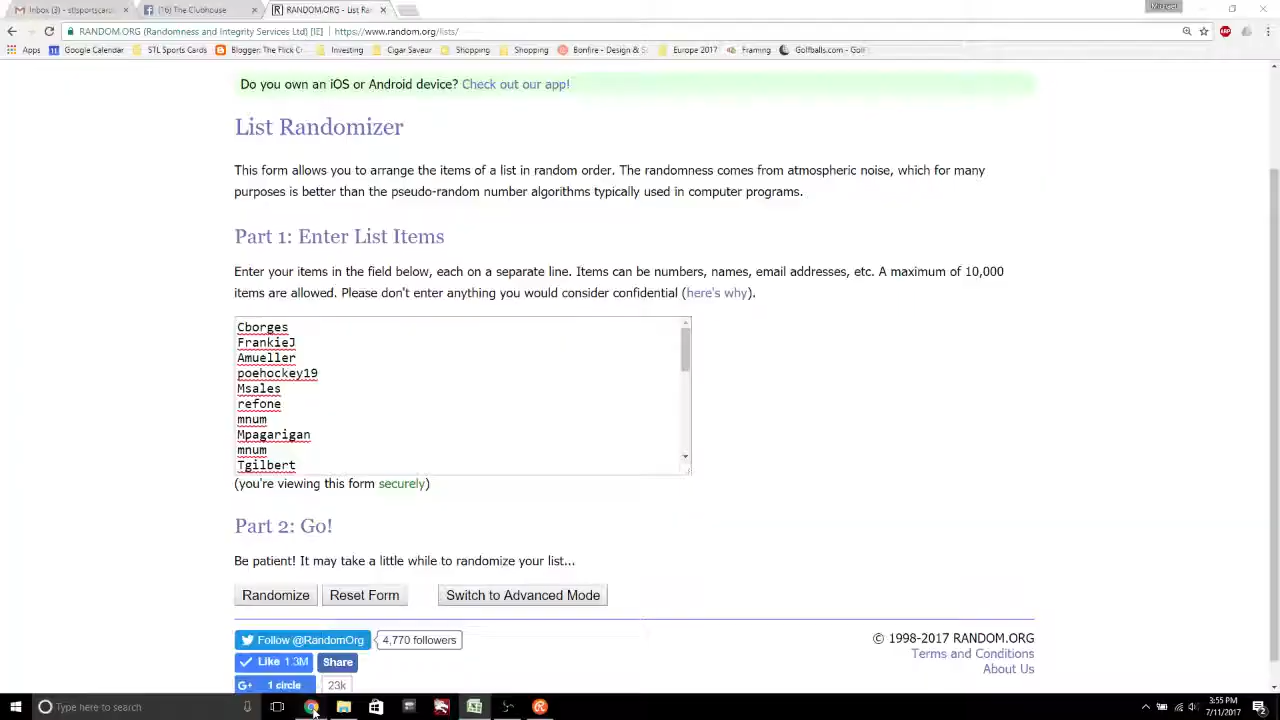 Inbox (3) - stlsportscards
(16) The Clubhouse
RANDOM.ORG - List Ra
RANDOM.ORG (Randomness and Integrity Services Ltd) [IE] | https://www.random.org/lists/
Apps Google Calendar STL Sports Cards Blogger: The Flick C Investing Cigar Savour Shopping Shopping Bonfire - Design & S Europe 2017 Framing Golfballs.com - Golf
Do you own an iOS or Android device? Check out our app!
List Randomizer
This form allows you to arrange the items of a list in random order. The randomness comes from atmospheric noise, which for many
purposes is better than the pseudo-random number algorithms typically used in computer programs.
Part 1: Enter List Items
Enter your items in the field below, each on a separate line. Items can be numbers, names, email addresses, etc. A maximum of 10,000
items are allowed. Please don't enter anything you would consider confidential (here's why).
Cborges
FrankieJ
Amueller
poehockey19
Msales
refone
mnum
Mpagarigan
mnum
Tgilbert
(you're viewing this form securely)
Part 2: Go!
Be patient! It may take a little while to randomize your list...
Randomize Reset Form Switch to Advanced Mode
Follow @RandomOrg 4,770 followers
© 1998-2017 RANDOM.ORG
Like 1.3M Share
Terms and Conditions
About Us
G+ 1 circle 23k
Type here to search
3:55 PM
7/11/2017